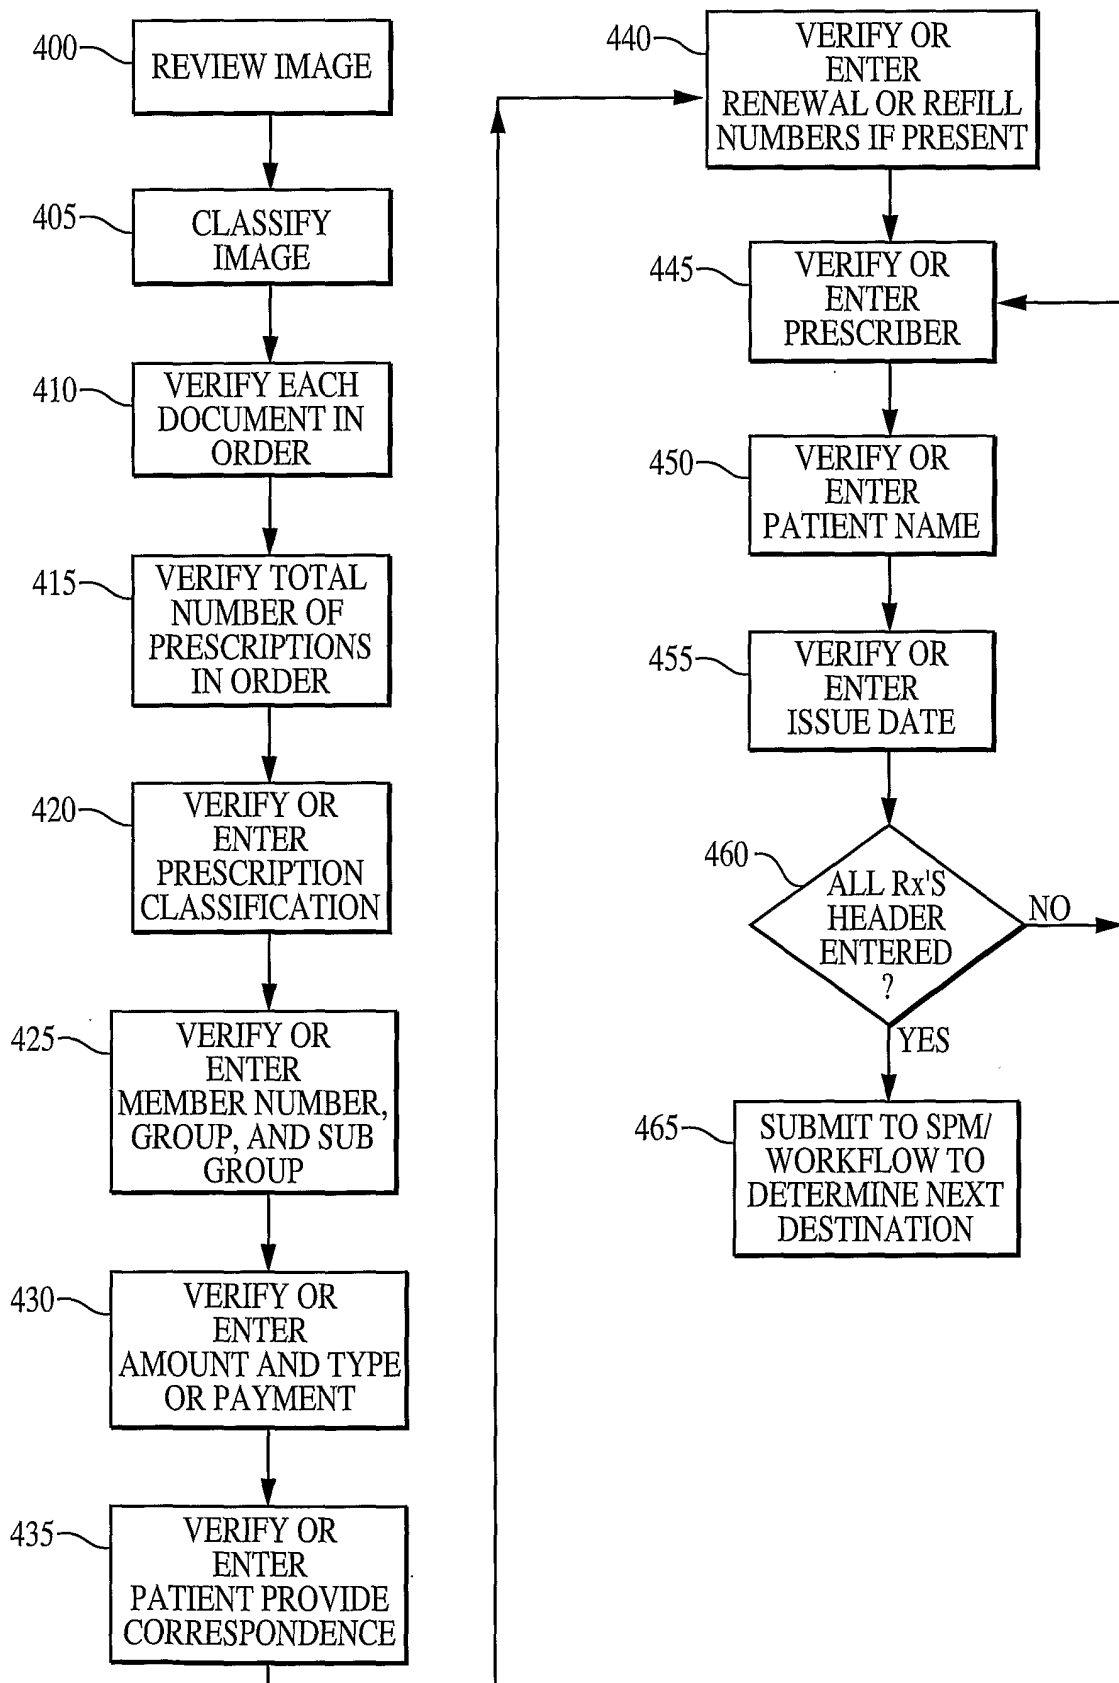 400
REVIEW IMAGE
405
CLASSIFY
IMAGE
410
VERIFY EACH
DOCUMENT IN
ORDER
415
VERIFY TOTAL
NUMBER OF
PRESCRIPTIONS
IN ORDER
420
VERIFY OR
ENTER
PRESCRIPTION
CLASSIFICATION
425
VERIFY OR
ENTER
MEMBER NUMBER,
GROUP, AND SUB
GROUP
430
VERIFY OR
ENTER
AMOUNT AND TYPE
OR PAYMENT
435
VERIFY OR
ENTER
PATIENT PROVIDE
CORRESPONDENCE
440
VERIFY OR
ENTER
RENEWAL OR REFILL
NUMBERS IF PRESENT
445
VERIFY OR
ENTER
PRESCRIBER
450
VERIFY OR
ENTER
PATIENT NAME
455
VERIFY OR
ENTER
ISSUE DATE
460
ALL Rx'S
HEADER
ENTERED
?
NO
YES
465
SUBMIT TO SPM/
WORKFLOW TO
DETERMINE NEXT
DESTINATION